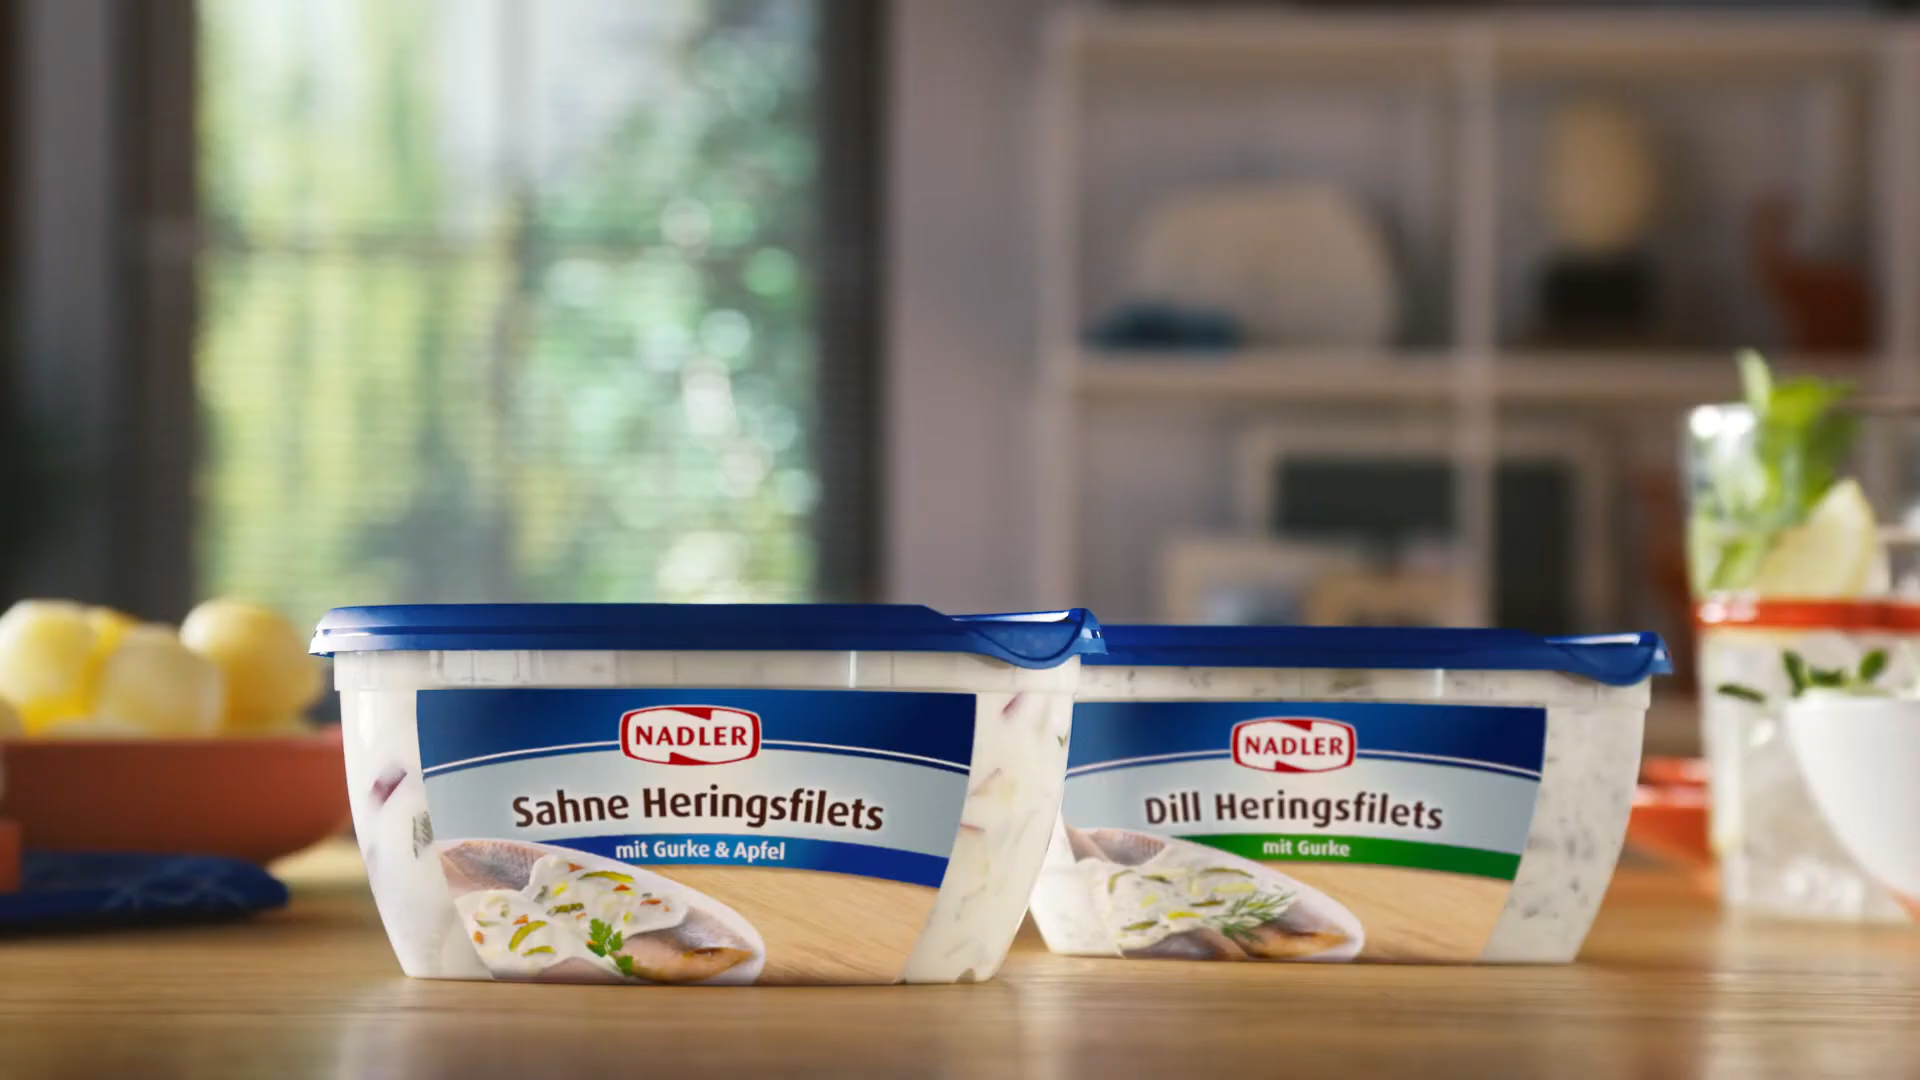 NADLER
Sahne Heringsfilets
mit Gurke & Apfel
NADLER
Dill Heringsfilets
mit Gurke